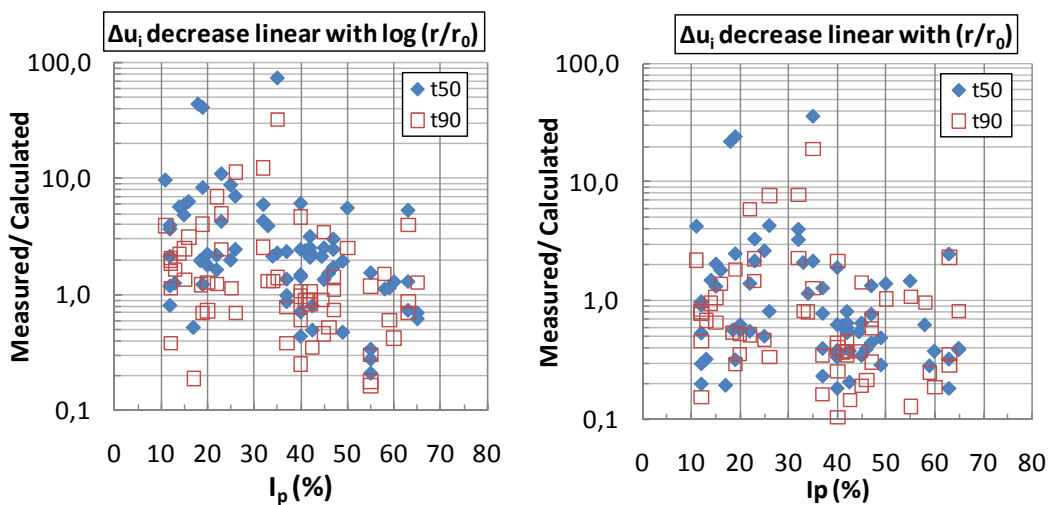 Δuᵢ decrease linear with log (r/r₀)
100,0
10,0
1,0
0,1
Measured/ Calculated
t50
t90
0 10 20 30 40 50 60 70 80
Iₚ (%)
Δuᵢ decrease linear with (r/r₀)
100,0
10,0
1,0
0,1
Measured/ Calculated
t50
t90
0 10 20 30 40 50 60 70 80
Ip (%)